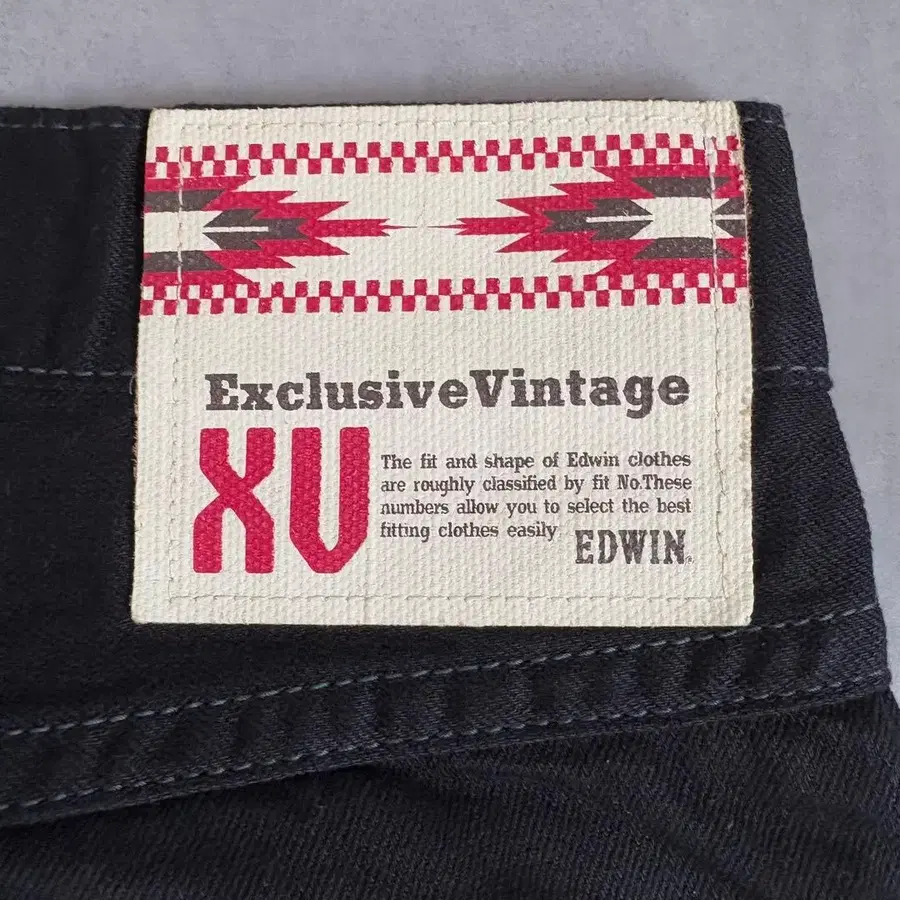 ExclusiveVintage
XV
The fit and shape of Edwin clothes
are roughly classified by fit No.These
numbers allow you to select the best
fitting clothes easily
EDWIN